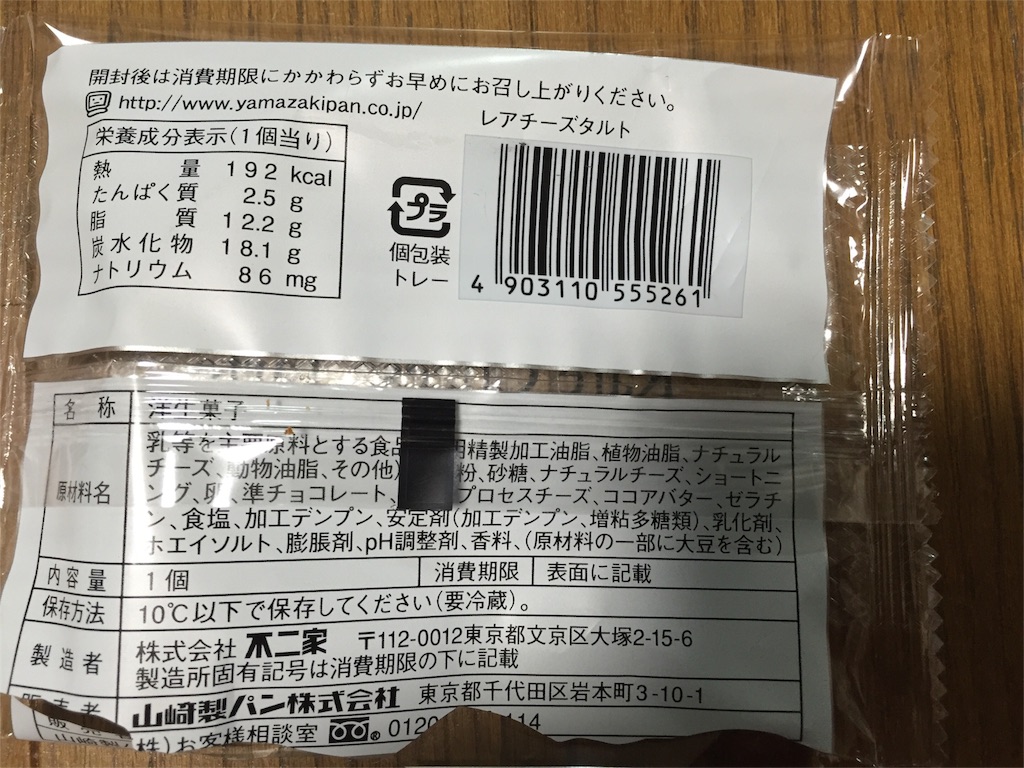 開封後は消費期限にかかわらずお早めにお召し上がりください。
http://www.yamazakipan.co.jp/
レアチーズタルト
栄養成分表示(1個当り)
熱量 192 kcal
たんぱく質 2.5 g
脂質 12.2 g
炭水化物 18.1 g
ナトリウム 86 mg
プラ
個包装
トレー
4 903110 555261
名称 洋生菓子
原材料名
乳等を主要原料とする食品 用精製加工油脂、植物油脂、ナチュラル
チーズ、動物油脂、その他) 粉、砂糖、ナチュラルチーズ、ショートニ
ング、卵、準チョコレート、 プロセスチーズ、ココアバター、ゼラチ
ン、食塩、加工デンプン、安定剤(加工デンプン、増粘多糖類)、乳化剤、
ホエイソルト、膨脹剤、pH調整剤、香料、(原材料の一部に大豆を含む)
内容量 1個 消費期限 表面に記載
保存方法 10℃以下で保存してください(要冷蔵)。
製造者 株式会社 不二家 〒112-0012東京都文京区大塚2-15-6
製造所固有記号は消費期限の下に記載
山崎製パン株式会社 東京都千代田区岩本町3-10-1
株)お客様相談室 0120 114